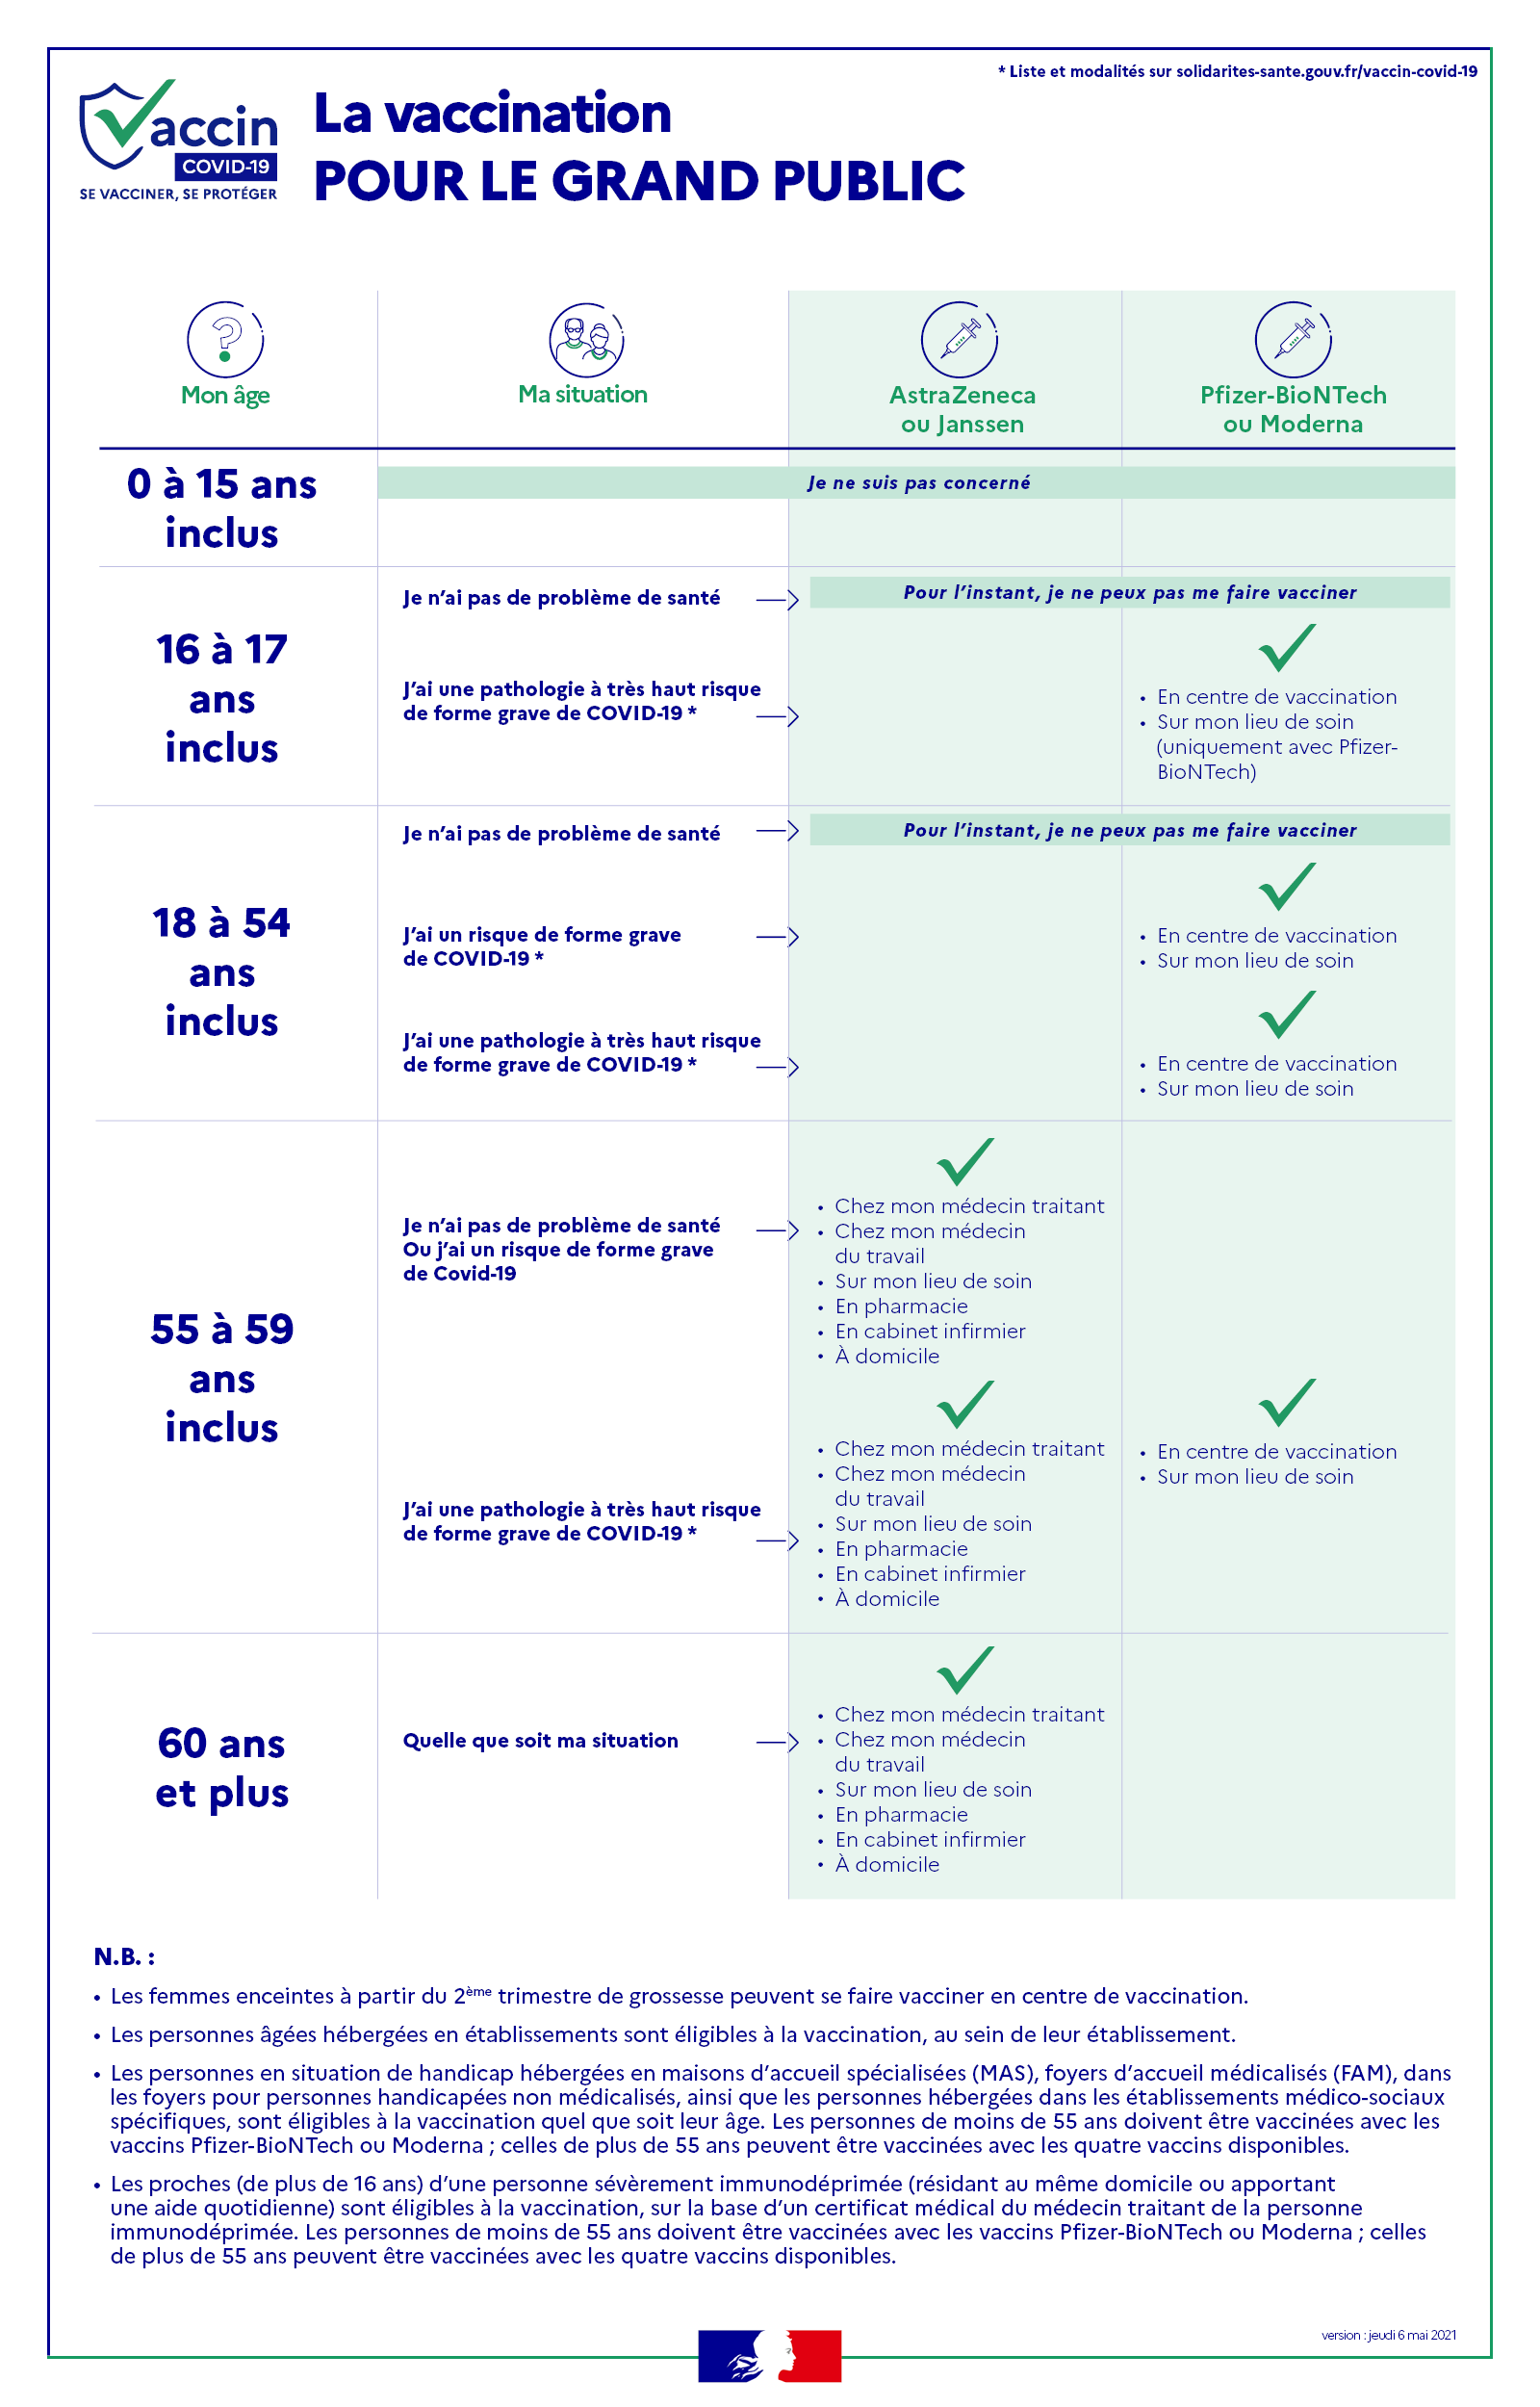 * Liste et modalités sur solidarites-sante.gouv.fr/vaccin-covid-19
Vaccin
COVID-19
SE VACCINER, SE PROTÉGER
La vaccination
POUR LE GRAND PUBLIC
Mon âge
Ma situation
AstraZeneca
ou Janssen
Pfizer-BioNTech
ou Moderna
0 à 15 ans
inclus
Je ne suis pas concerné
16 à 17
ans
inclus
Je n’ai pas de problème de santé
Pour l’instant, je ne peux pas me faire vacciner
J’ai une pathologie à très haut risque
de forme grave de COVID-19 *
• En centre de vaccination
• Sur mon lieu de soin
(uniquement avec Pfizer-
BioNTech)
18 à 54
ans
inclus
Je n’ai pas de problème de santé
Pour l’instant, je ne peux pas me faire vacciner
J’ai un risque de forme grave
de COVID-19 *
• En centre de vaccination
• Sur mon lieu de soin
J’ai une pathologie à très haut risque
de forme grave de COVID-19 *
• En centre de vaccination
• Sur mon lieu de soin
55 à 59
ans
inclus
Je n’ai pas de problème de santé
Ou j’ai un risque de forme grave
de Covid-19
• Chez mon médecin traitant
• Chez mon médecin
du travail
• Sur mon lieu de soin
• En pharmacie
• En cabinet infirmier
• À domicile
J’ai une pathologie à très haut risque
de forme grave de COVID-19 *
• Chez mon médecin traitant
• Chez mon médecin
du travail
• Sur mon lieu de soin
• En pharmacie
• En cabinet infirmier
• À domicile
• En centre de vaccination
• Sur mon lieu de soin
60 ans
et plus
Quelle que soit ma situation
• Chez mon médecin traitant
• Chez mon médecin
du travail
• Sur mon lieu de soin
• En pharmacie
• En cabinet infirmier
• À domicile
N.B. :
• Les femmes enceintes à partir du 2ème trimestre de grossesse peuvent se faire vacciner en centre de vaccination.
• Les personnes âgées hébergées en établissements sont éligibles à la vaccination, au sein de leur établissement.
• Les personnes en situation de handicap hébergées en maisons d’accueil spécialisées (MAS), foyers d’accueil médicalisés (FAM), dans
les foyers pour personnes handicapées non médicalisés, ainsi que les personnes hébergées dans les établissements médico-sociaux
spécifiques, sont éligibles à la vaccination quel que soit leur âge. Les personnes de moins de 55 ans doivent être vaccinées avec les
vaccins Pfizer-BioNTech ou Moderna ; celles de plus de 55 ans peuvent être vaccinées avec les quatre vaccins disponibles.
• Les proches (de plus de 16 ans) d’une personne sévèrement immunodéprimée (résidant au même domicile ou apportant
une aide quotidienne) sont éligibles à la vaccination, sur la base d’un certificat médical du médecin traitant de la personne
immunodéprimée. Les personnes de moins de 55 ans doivent être vaccinées avec les vaccins Pfizer-BioNTech ou Moderna ; celles
de plus de 55 ans peuvent être vaccinées avec les quatre vaccins disponibles.
version : jeudi 6 mai 2021